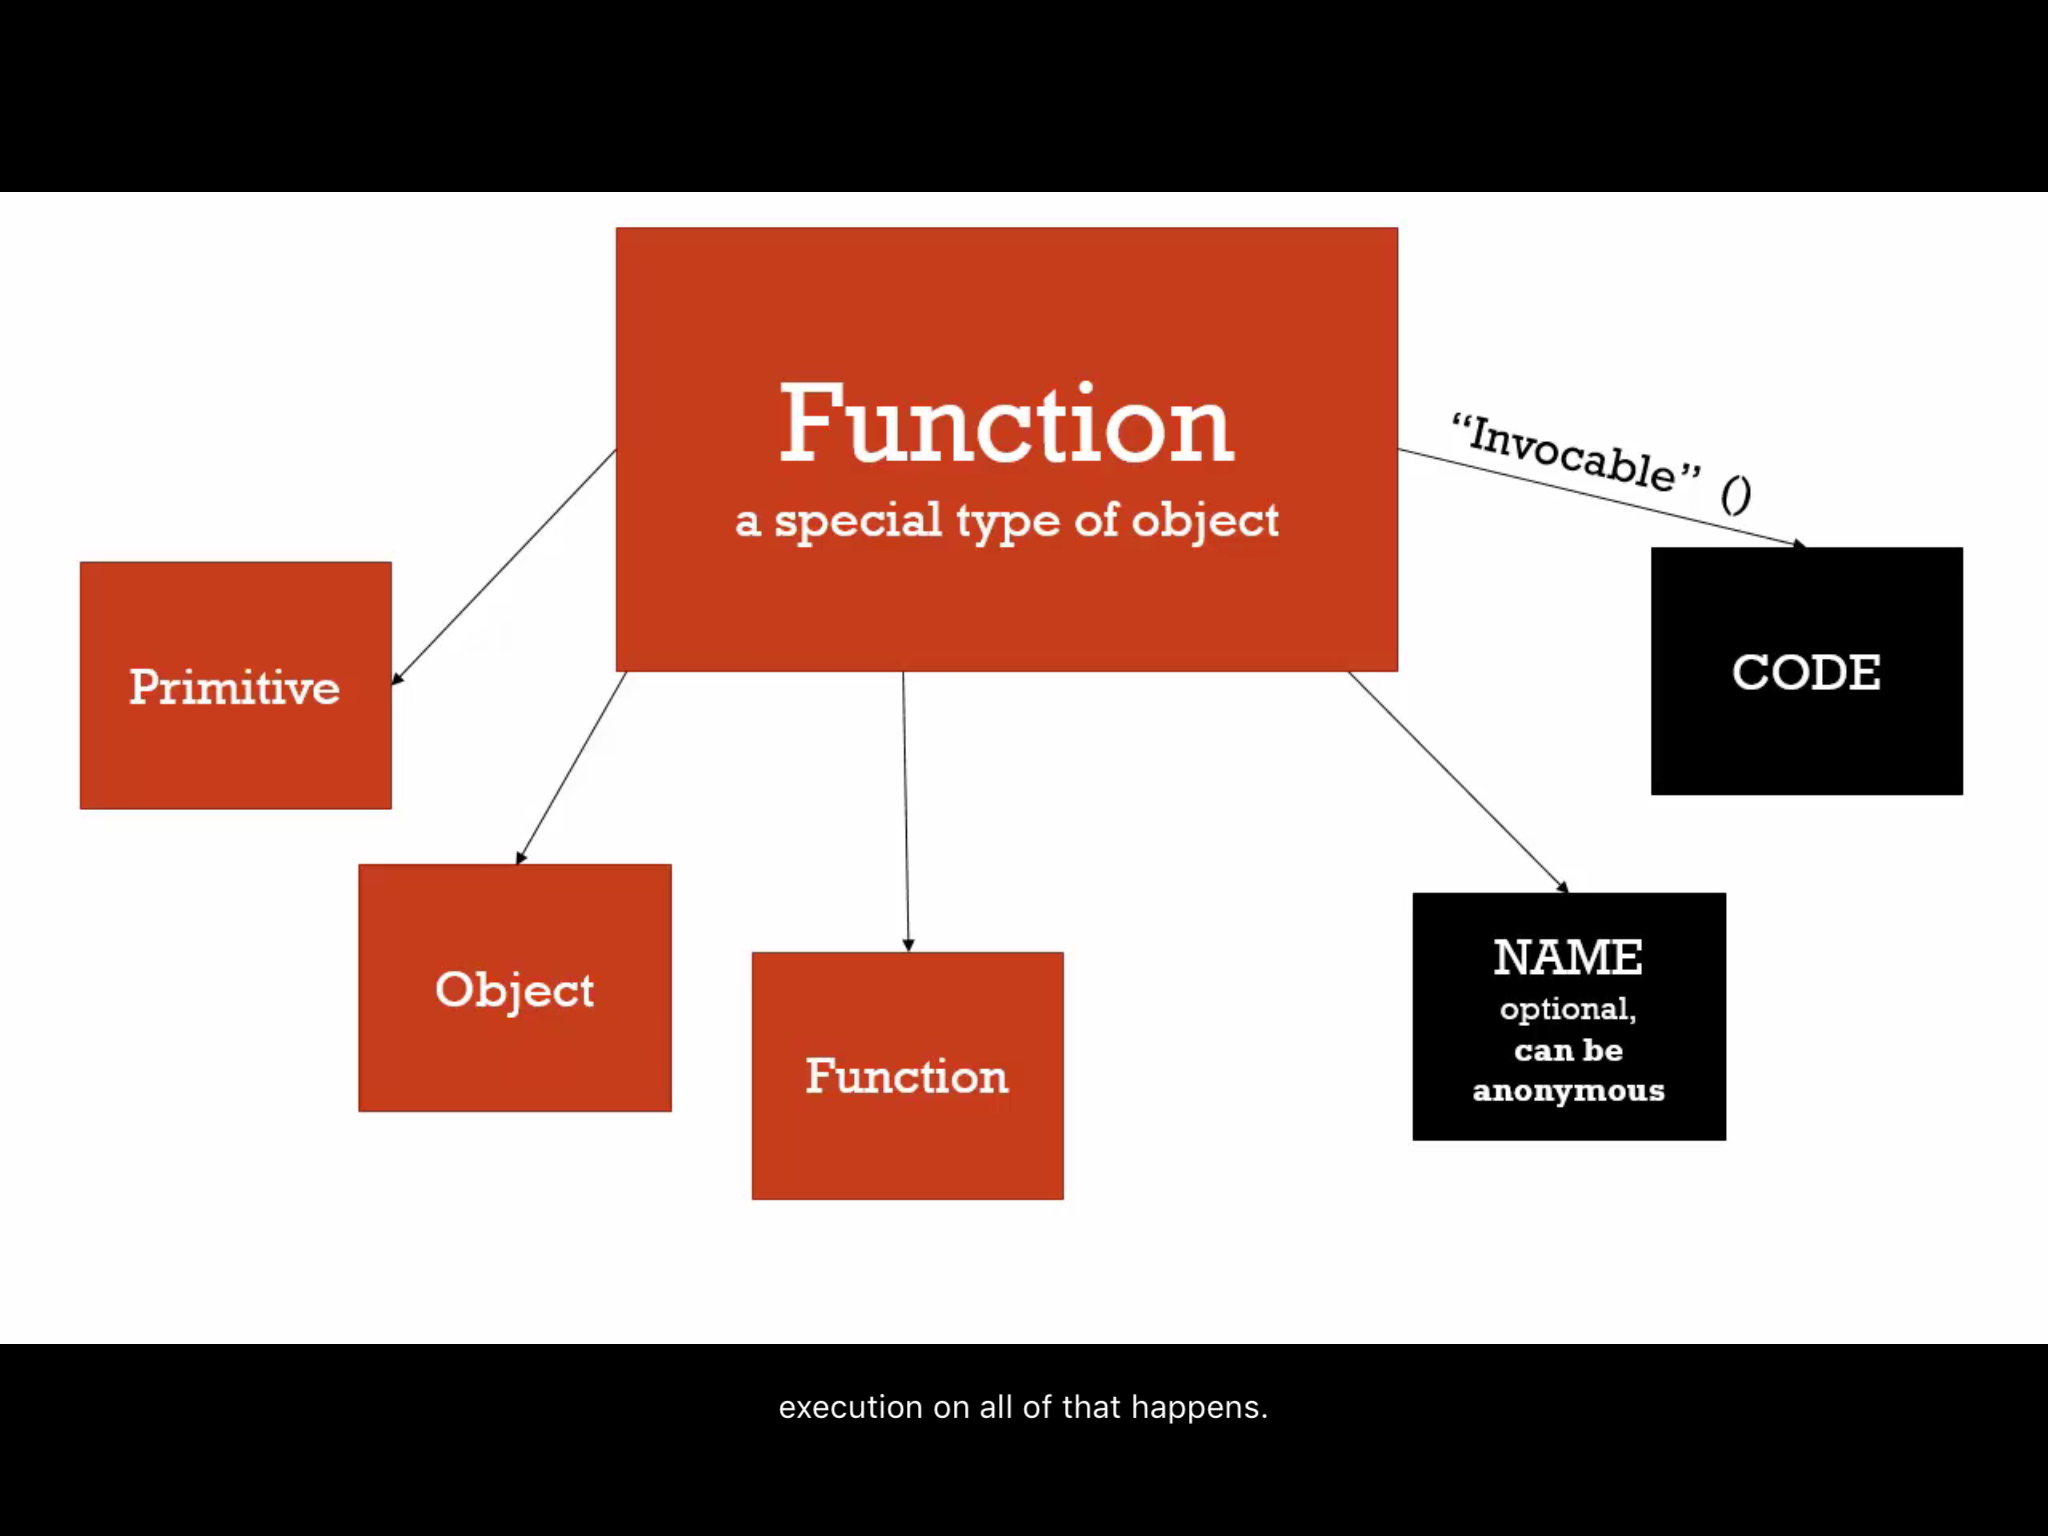 Function
a special type of object
“Invocable” ()
Primitive
CODE
Object
Function
NAME
optional,
can be
anonymous
execution on all of that happens.